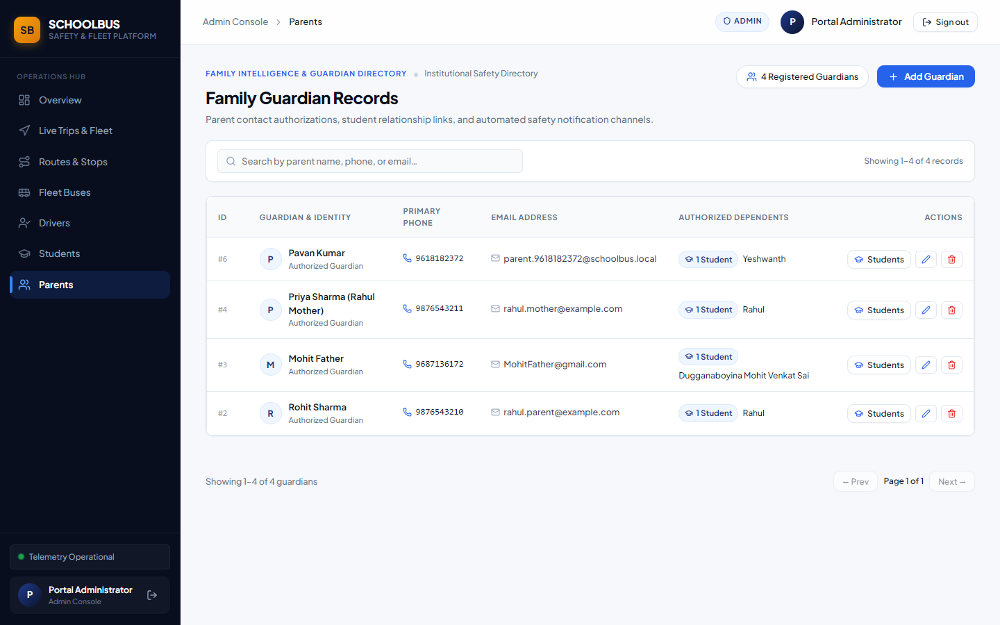 SB
SCHOOLBUS
SAFETY & FLEET PLATFORM
OPERATIONS HUB
Overview
Live Trips & Fleet
Routes & Stops
Fleet Buses
Drivers
Students
Parents
Telemetry Operational
P
Portal Administrator
Admin Console
Admin Console > Parents
ADMIN
P
Portal Administrator
Sign out
FAMILY INTELLIGENCE & GUARDIAN DIRECTORY • Institutional Safety Directory
Family Guardian Records
Parent contact authorizations, student relationship links, and automated safety notification channels.
4 Registered Guardians
+ Add Guardian
Search by parent name, phone, or email...
Showing 1–4 of 4 records
ID GUARDIAN & IDENTITY PRIMARY PHONE EMAIL ADDRESS AUTHORIZED DEPENDENTS ACTIONS
#6 P Pavan Kumar 9618182372 parent.9618182372@schoolbus.local 1 Student Yeshwanth Students
Authorized Guardian
#4 P Priya Sharma (Rahul Mother) 9876543211 rahul.mother@example.com 1 Student Rahul Students
Authorized Guardian
#3 M Mohit Father 9687136172 MohitFather@gmail.com 1 Student Students
Authorized Guardian
Dugganaboyina Mohit Venkat Sai
#2 R Rohit Sharma 9876543210 rahul.parent@example.com 1 Student Rahul Students
Authorized Guardian
Showing 1–4 of 4 guardians
← Prev Page 1 of 1 Next →